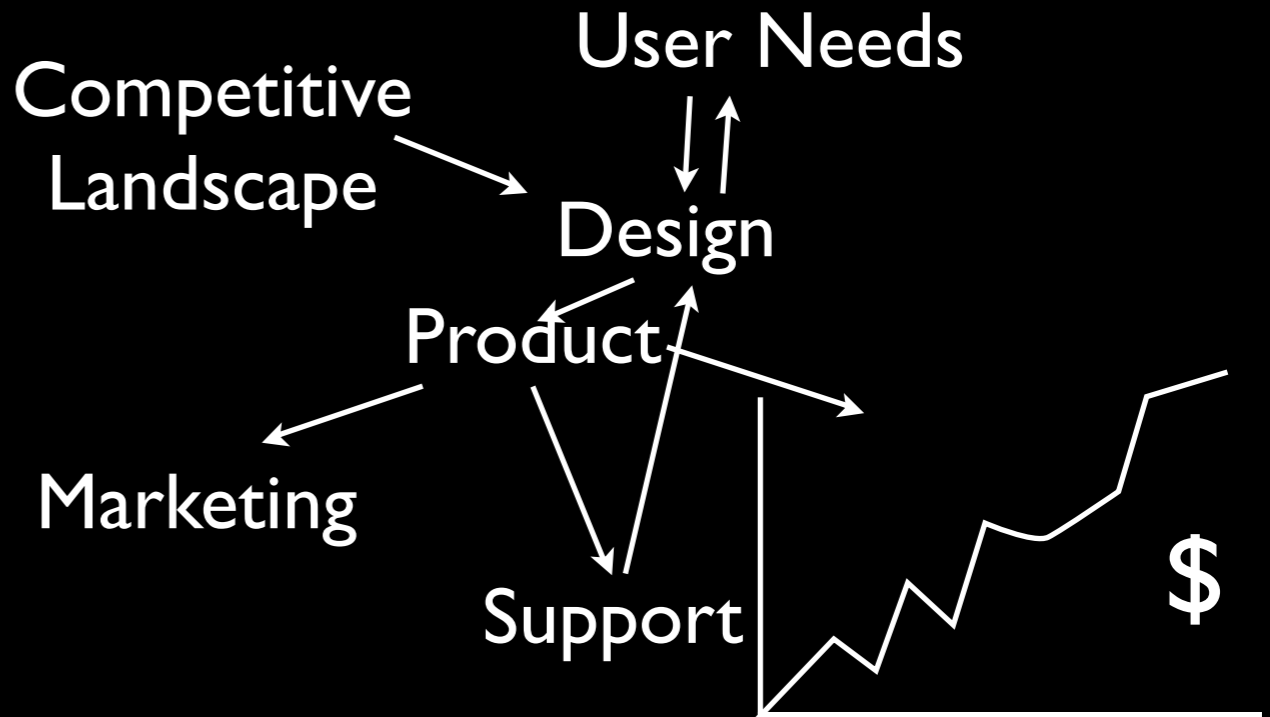 User Needs
Competitive
Landscape
Design
Product
Marketing
Support
$